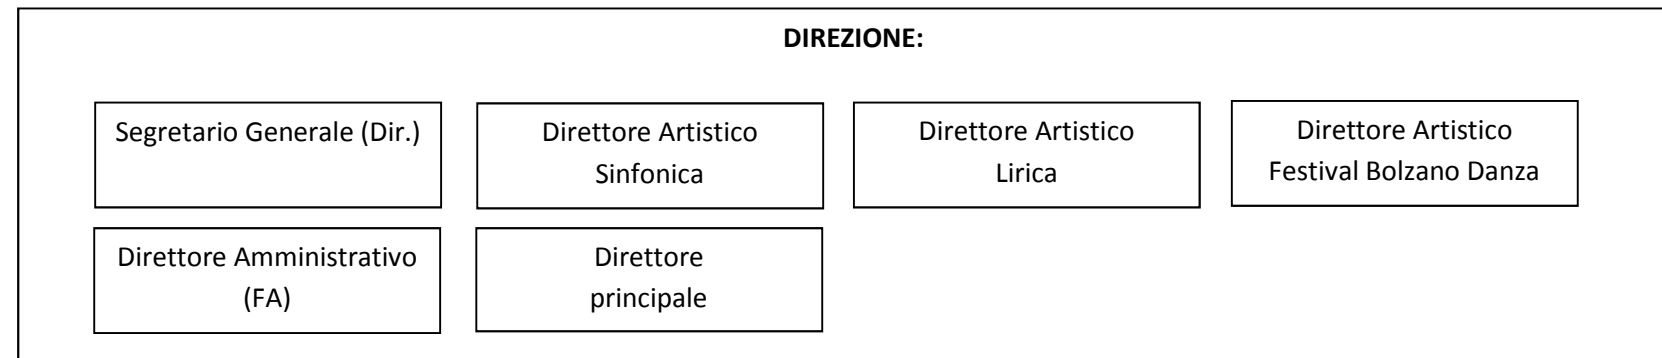 DIREZIONE:
Segretario Generale (Dir.)
Direttore Artistico
Sinfonica
Direttore Artistico
Lirica
Direttore Artistico
Festival Bolzano Danza
Direttore Amministrativo
(FA)
Direttore
principale